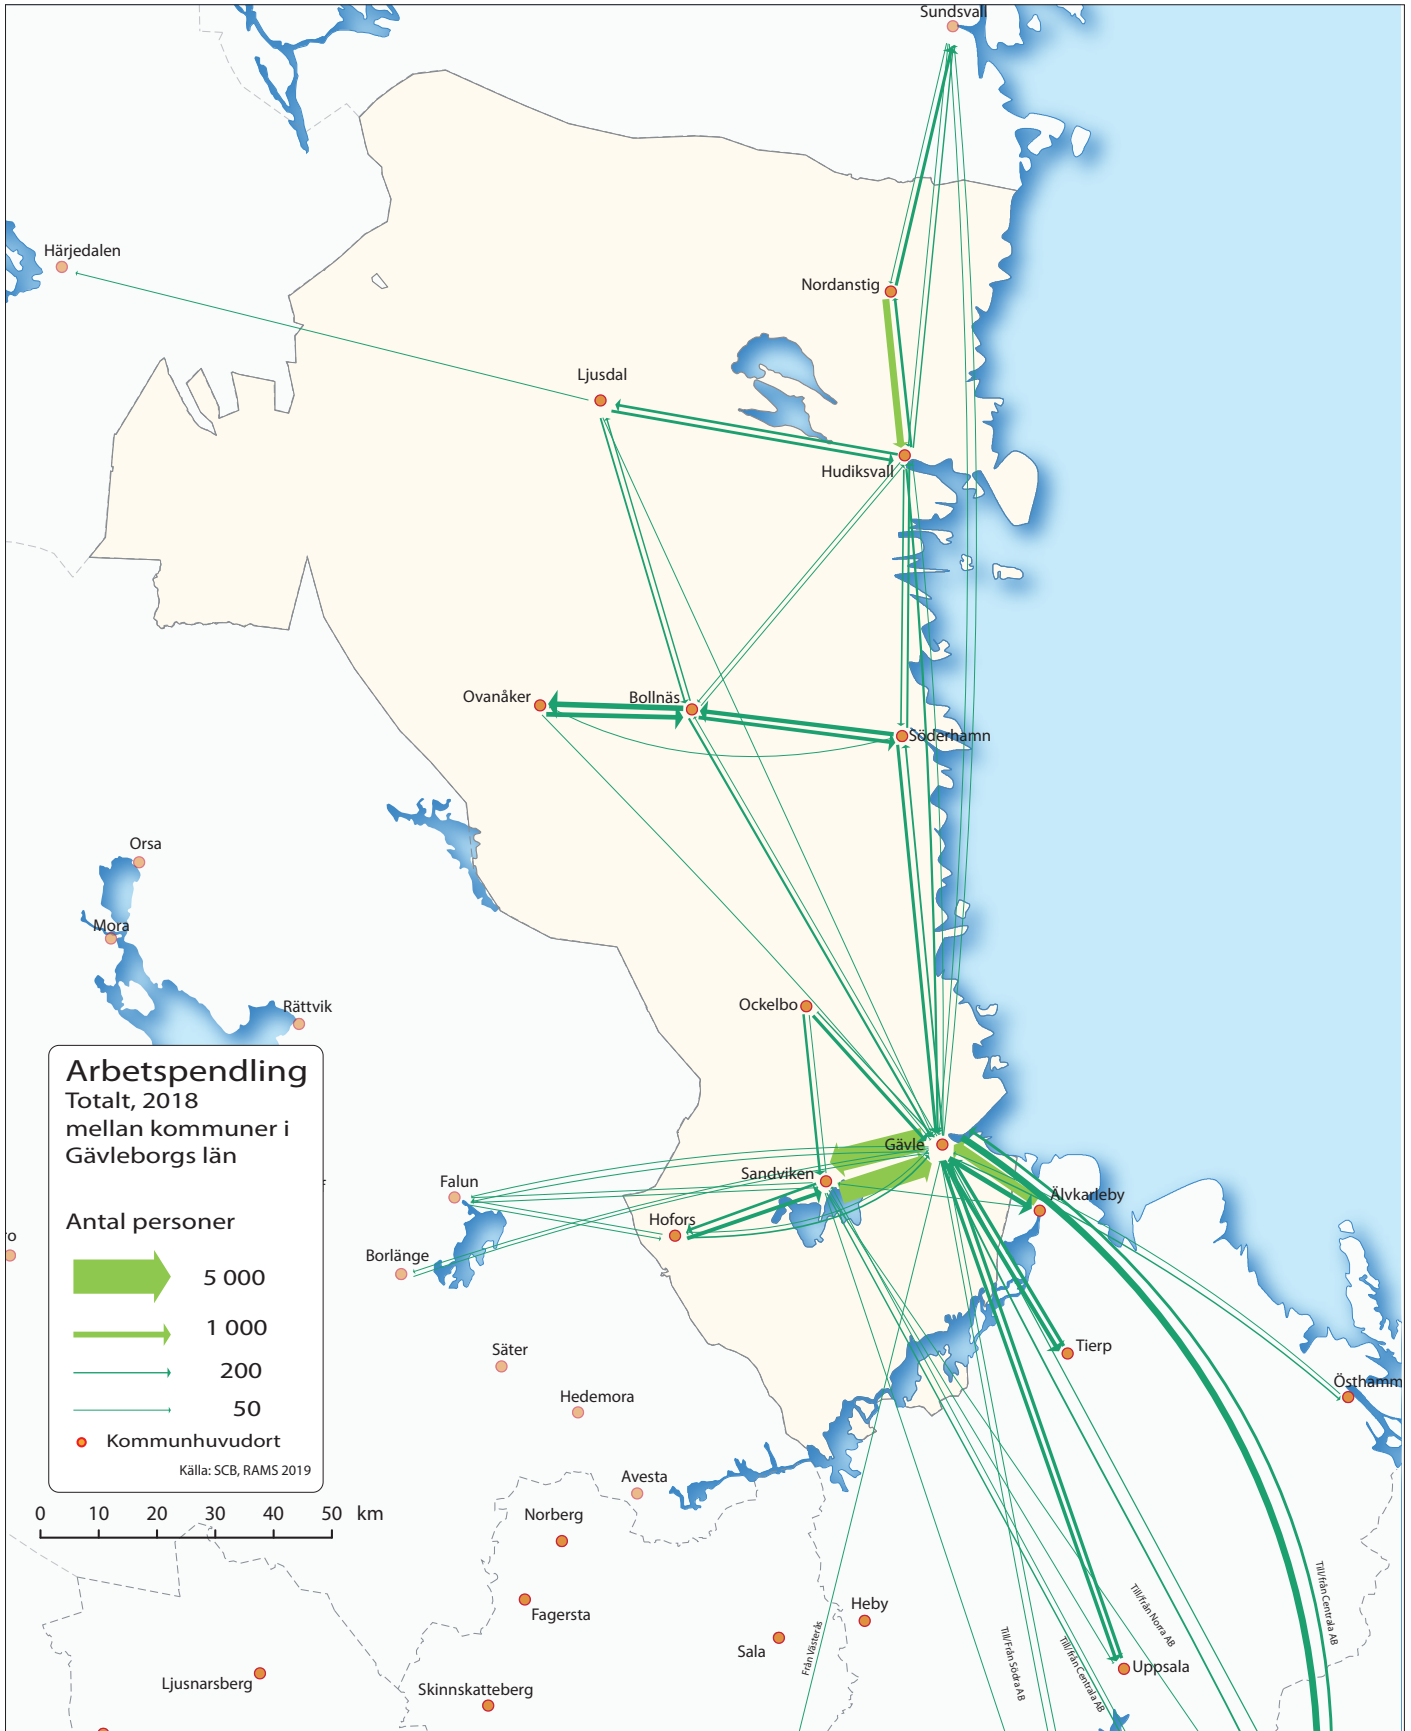 Sundsvall
Härjedalen
Nordanstig
Ljusdal
Hudiksvall
Ovanåker
Bollnäs
Söderhamn
Orsa
Mora
Rättvik
Ockelbo
Arbetspendling
Totalt, 2018
mellan kommuner i
Gävleborgs län
Gävle
Sandviken
Falun
Älvkarleby
Hofors
Borlänge
Antal personer
5 000
1 000
200
50
Kommunhuvudort
Källa: SCB, RAMS 2019
Säter
Tierp
Östhamm
Hedemora
Avesta
0 10 20 30 40 50 km
Norberg
Fagersta
Heby
Sala
Uppsala
Ljusnarsberg
Skinnskatteberg
Från Västerås
Till/Från Södra AB
Till/från Centrala AB
Till/från Norra AB
Till/från Centrala AB